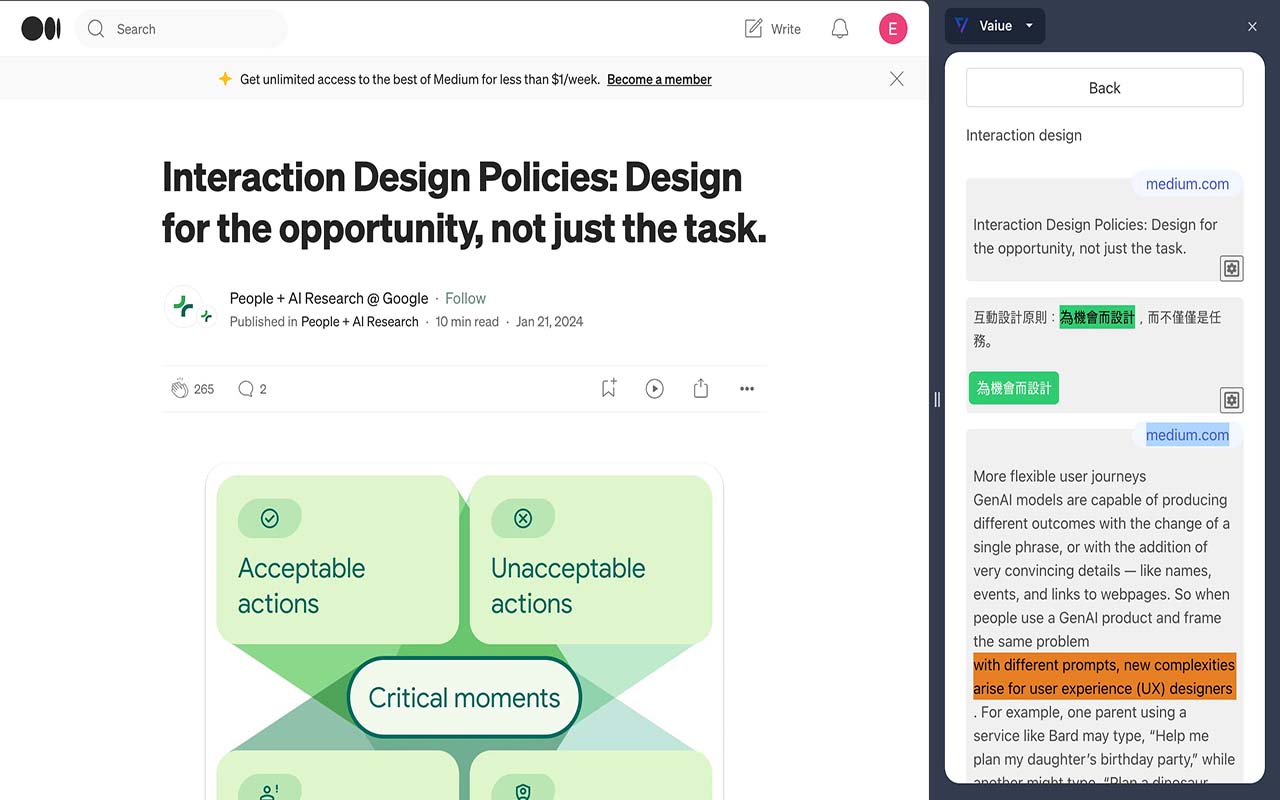 Search
Write
E
Get unlimited access to the best of Medium for less than $1/week. Become a member
Interaction Design Policies: Design
for the opportunity, not just the task.
People + AI Research @ Google · Follow
Published in People + AI Research · 10 min read · Jan 21, 2024
265
2
Acceptable
actions
Unacceptable
actions
Critical moments
Vaiue
Back
Interaction design
medium.com
Interaction Design Policies: Design for
the opportunity, not just the task.
互動設計原則：為機會而設計，而不僅僅是任
務。
為機會而設計
medium.com
More flexible user journeys
GenAI models are capable of producing
different outcomes with the change of a
single phrase, or with the addition of
very convincing details — like names,
events, and links to webpages. So when
people use a GenAI product and frame
the same problem
with different prompts, new complexities
arise for user experience (UX) designers
. For example, one parent using a
service like Bard may type, “Help me
plan my daughter’s birthday party,” while
another might type, “Plan a dinosaur